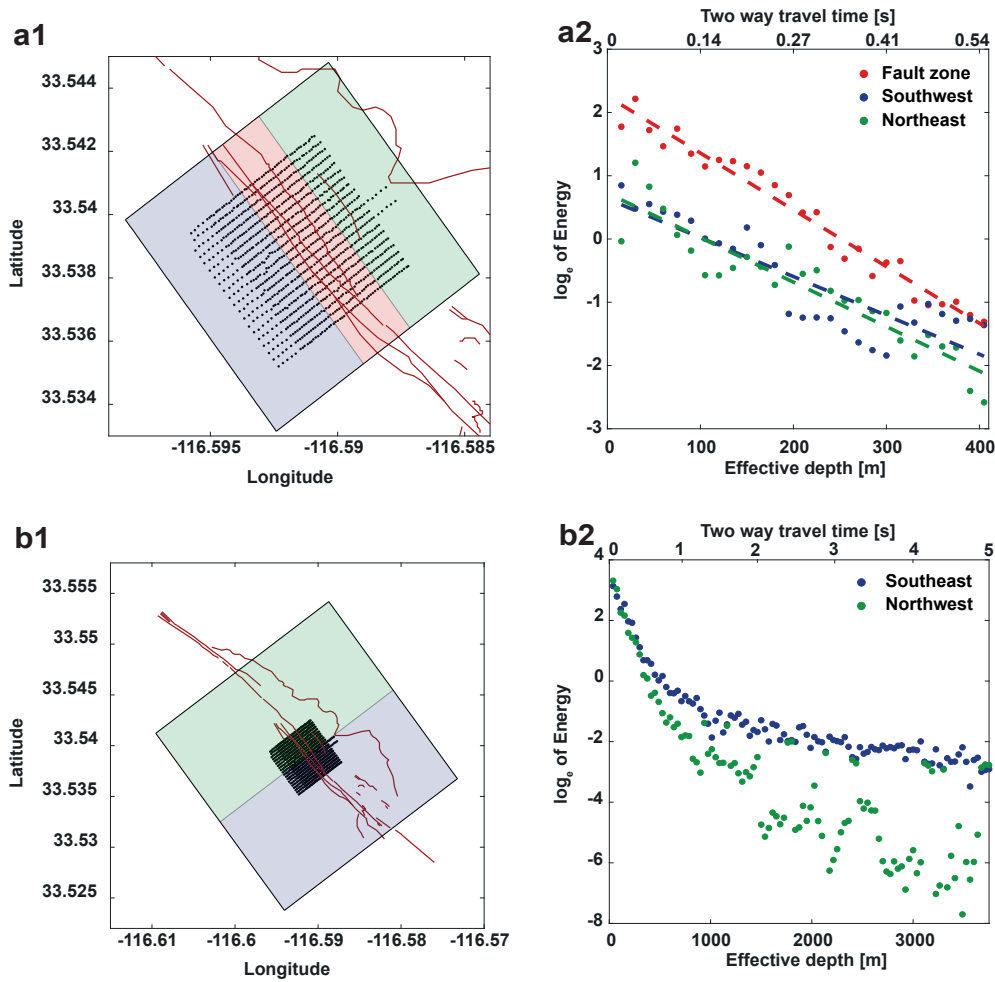 a1
33.544
33.542
33.54
33.538
33.536
33.534
Latitude
-116.595
-116.59
-116.585
Longitude
a2
Two way travel time [s]
0
0.14
0.27
0.41
0.54
3
2
1
0
-1
-2
-3
logₑ of Energy
Fault zone
Southwest
Northeast
0
100
200
300
400
Effective depth [m]
b1
33.555
33.55
33.545
33.54
33.535
33.53
33.525
Latitude
-116.61
-116.6
-116.59
-116.58
-116.57
Longitude
b2
Two way travel time [s]
0
1
2
3
4
5
4
2
0
-2
-4
-6
-8
logₑ of Energy
Southeast
Northwest
0
1000
2000
3000
Effective depth [m]